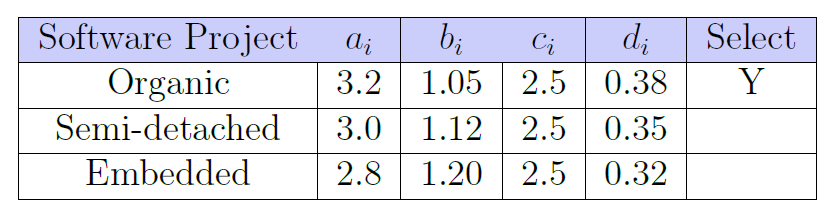 Software Project a_i b_i c_i d_i Select
Organic 3.2 1.05 2.5 0.38 Y
Semi-detached 3.0 1.12 2.5 0.35
Embedded 2.8 1.20 2.5 0.32